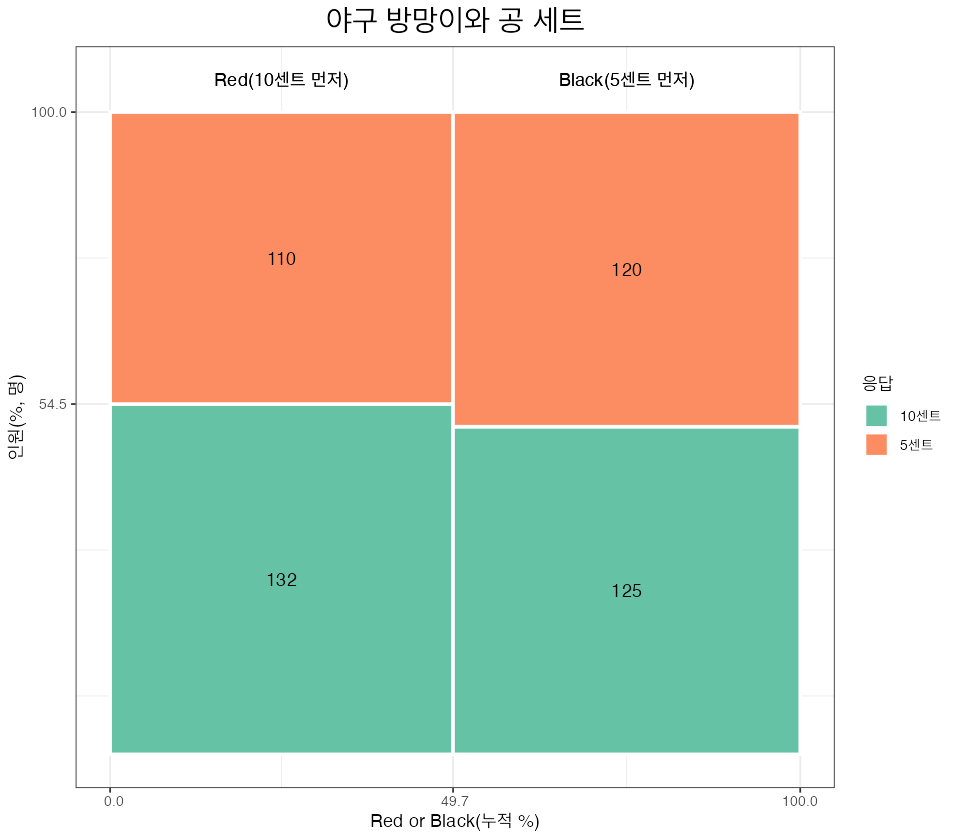 야구 방망이와 공 세트
Red(10센트 먼저)
Black(5센트 먼저)
100.0
110
120
54.5
인원(%, 명)
응답
10센트
5센트
132
125
0.0
49.7
100.0
Red or Black(누적 %)